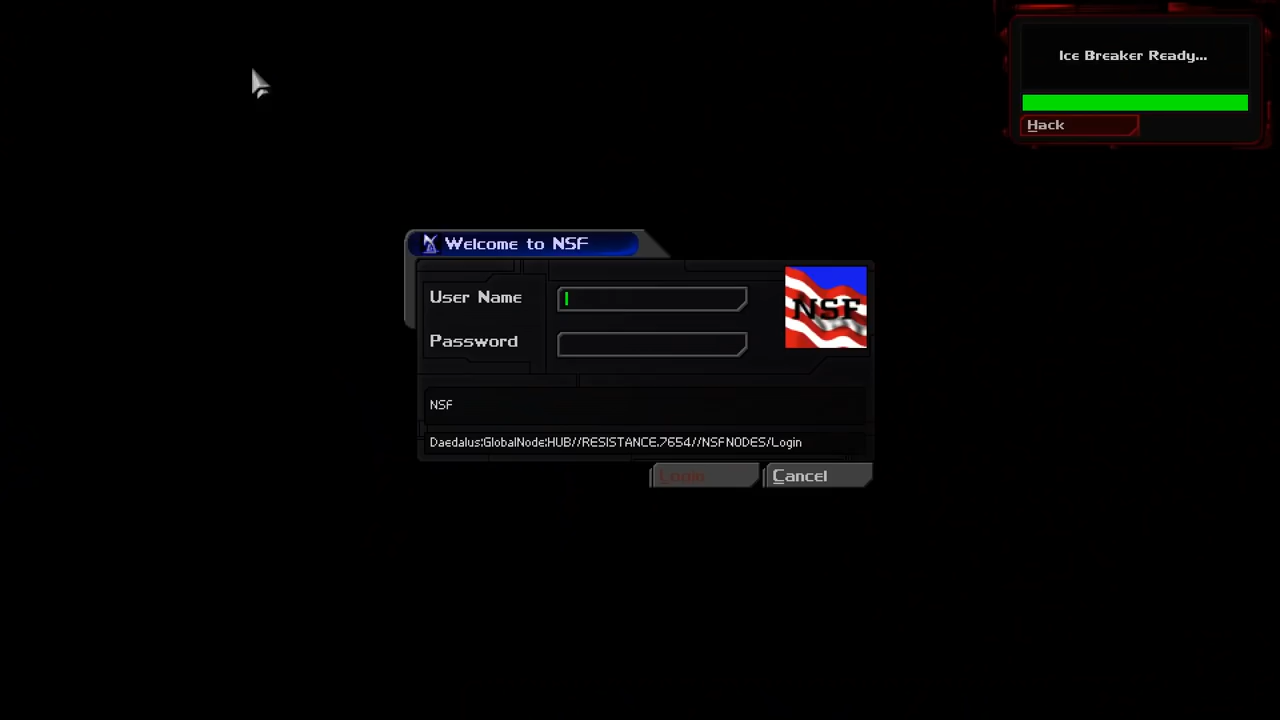 Ice Breaker Ready...
Hack
Welcome to NSF
User Name
NSF
Password
NSF
Daedalus:GlobalNode:HUB//RESISTANCE.7654//NSFNODES/Login
Login
Cancel